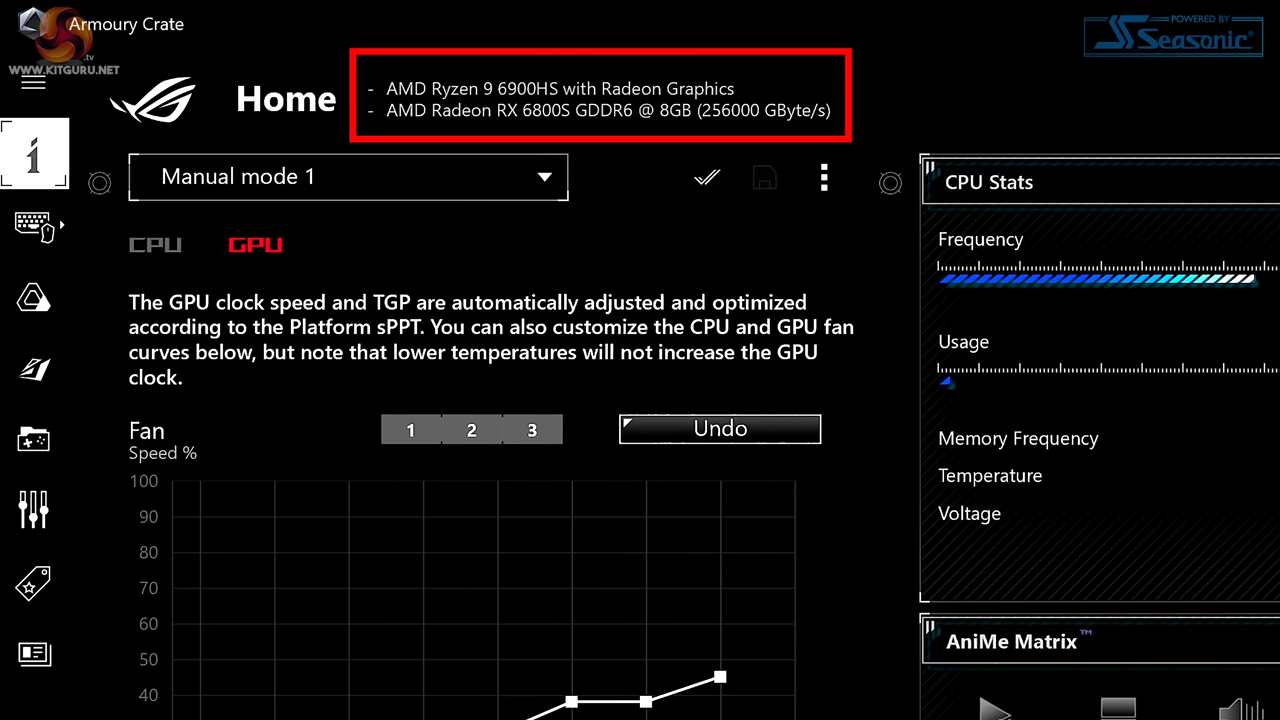 Armoury Crate
.tv
WWW.KITGURU.NET
POWERED BY
Seasonic®
Home
- AMD Ryzen 9 6900HS with Radeon Graphics
- AMD Radeon RX 6800S GDDR6 @ 8GB (256000 GByte/s)
i
Manual mode 1
CPU GPU
The GPU clock speed and TGP are automatically adjusted and optimized
according to the Platform sPPT. You can also customize the CPU and GPU fan
curves below, but note that lower temperatures will not increase the GPU
clock.
Fan
Speed %
1 2 3
Undo
100
90
80
70
60
50
40
CPU Stats
Frequency
Usage
Memory Frequency
Temperature
Voltage
AniMe Matrix™